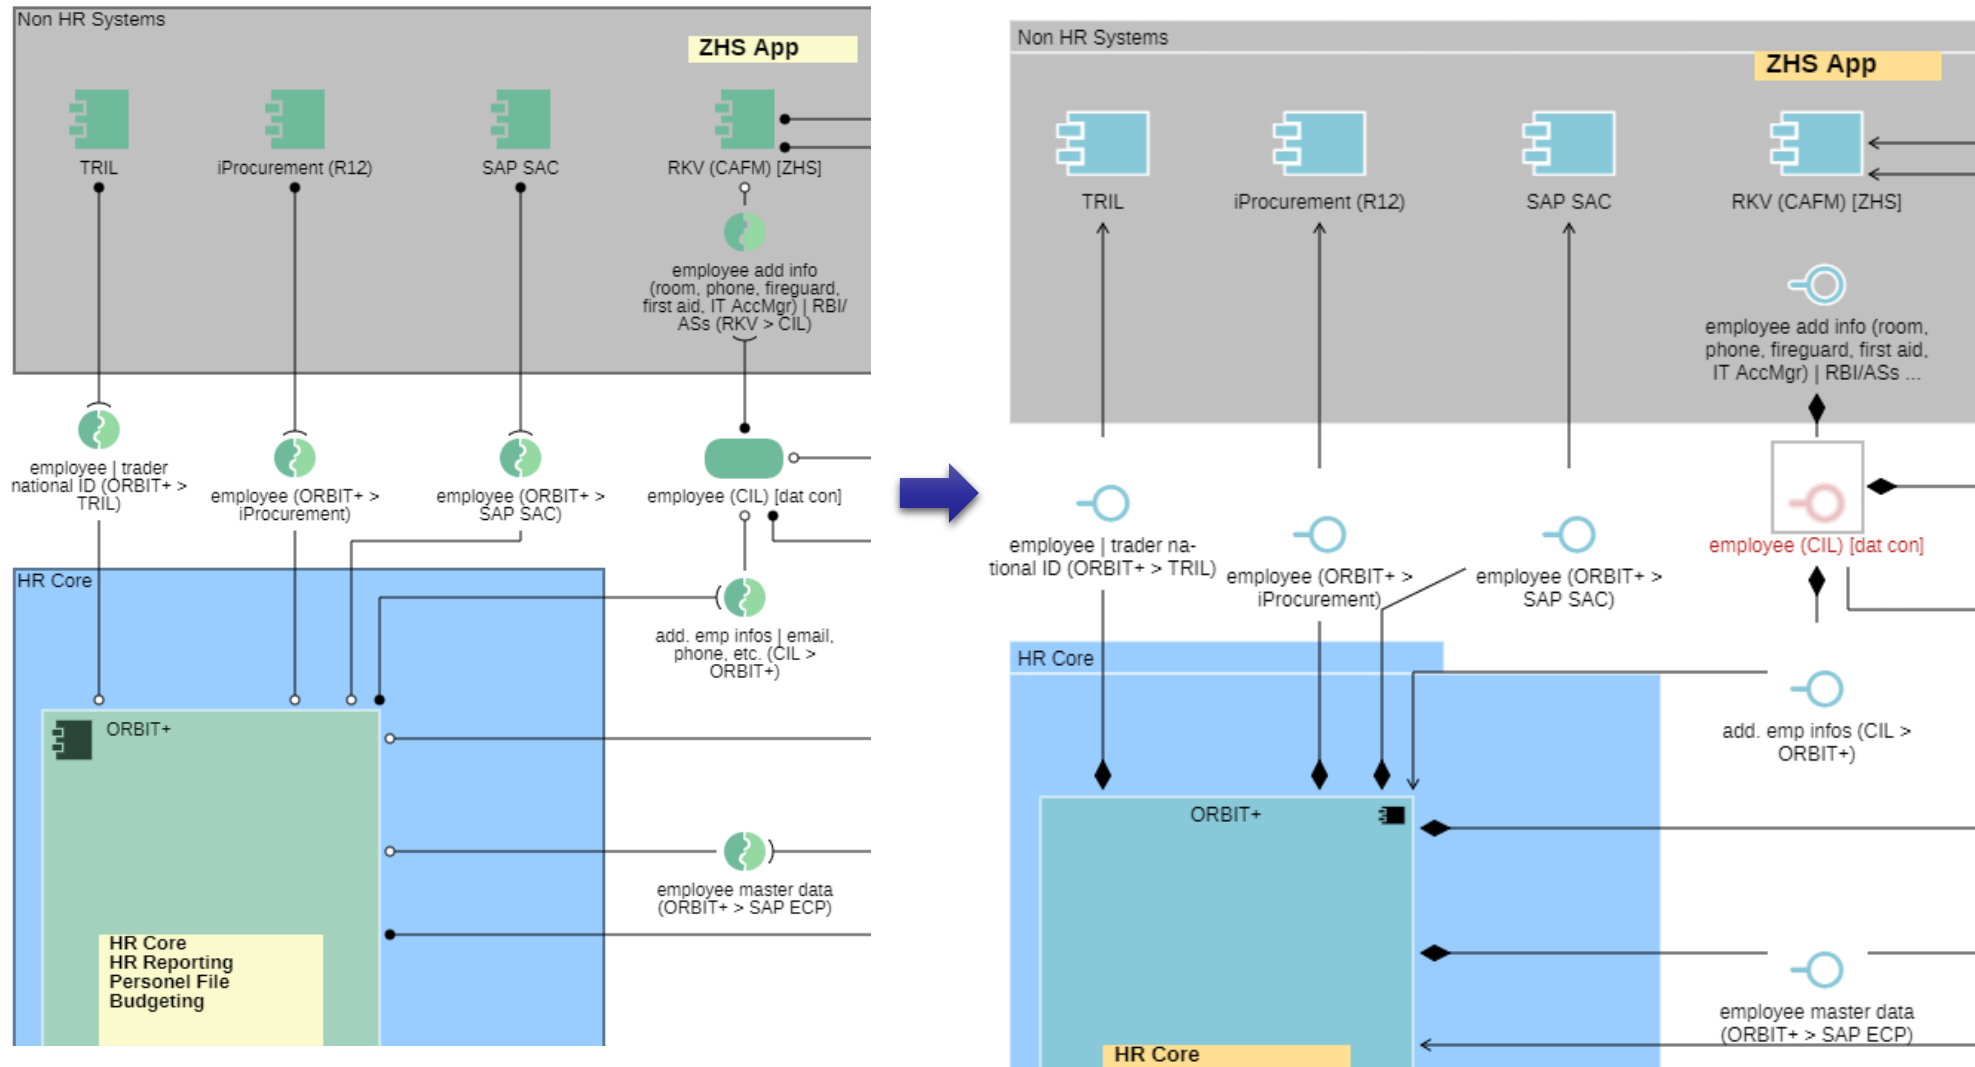 Non HR Systems
ZHS App
TRIL
iProcurement (R12)
SAP SAC
RKV (CAFM) [ZHS]
employee add info
(room, phone, fireguard,
first aid, IT AccMgr) | RBI/
ASs (RKV > CIL)
employee | trader
national ID (ORBIT+ >
TRIL)
employee (ORBIT+ >
iProcurement)
employee (ORBIT+ >
SAP SAC)
employee (CIL) [dat con]
HR Core
add. emp infos | email,
phone, etc. (CIL >
ORBIT+)
ORBIT+
employee master data
(ORBIT+ > SAP ECP)
HR Core
HR Reporting
Personel File
Budgeting
Non HR Systems
ZHS App
TRIL
iProcurement (R12)
SAP SAC
RKV (CAFM) [ZHS]
employee add info (room,
phone, fireguard, first aid,
IT AccMgr) | RBI/ASs ...
employee | trader na-
tional ID (ORBIT+ > TRIL)
employee (ORBIT+ >
iProcurement)
employee (ORBIT+ >
SAP SAC)
employee (CIL) [dat con]
HR Core
add. emp infos (CIL >
ORBIT+)
ORBIT+
employee master data
(ORBIT+ > SAP ECP)
HR Core